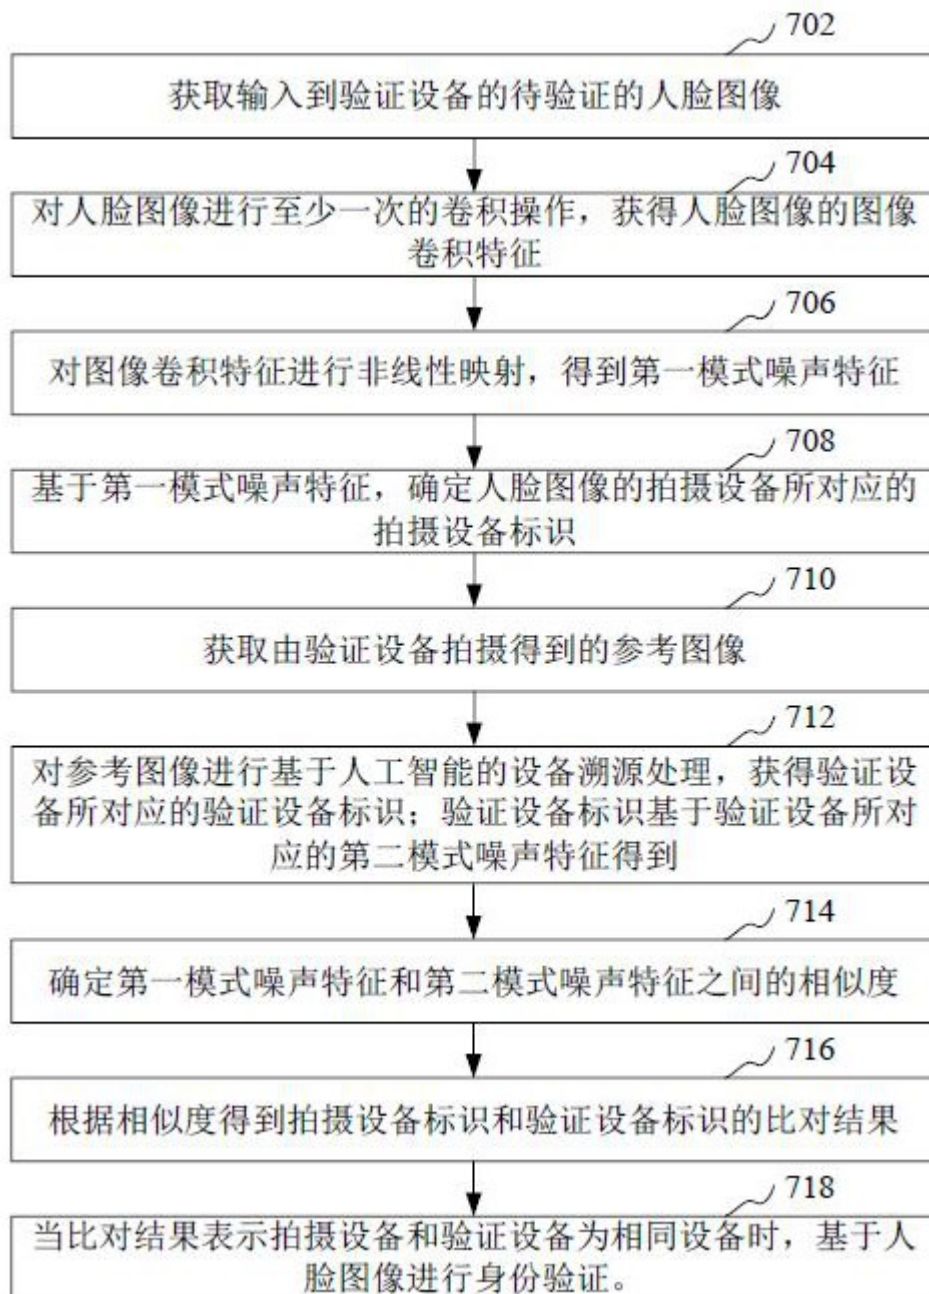 702
获取输入到验证设备的待验证的人脸图像
704
对人脸图像进行至少一次的卷积操作，获得人脸图像的图像
卷积特征
706
对图像卷积特征进行非线性映射，得到第一模式噪声特征
708
基于第一模式噪声特征，确定人脸图像的拍摄设备所对应的
拍摄设备标识
710
获取由验证设备拍摄得到的参考图像
712
对参考图像进行基于人工智能的设备溯源处理，获得验证设
备所对应的验证设备标识；验证设备标识基于验证设备所对
应的第二模式噪声特征得到
714
确定第一模式噪声特征和第二模式噪声特征之间的相似度
716
根据相似度得到拍摄设备标识和验证设备标识的比对结果
718
当比对结果表示拍摄设备和验证设备为相同设备时，基于人
脸图像进行身份验证。